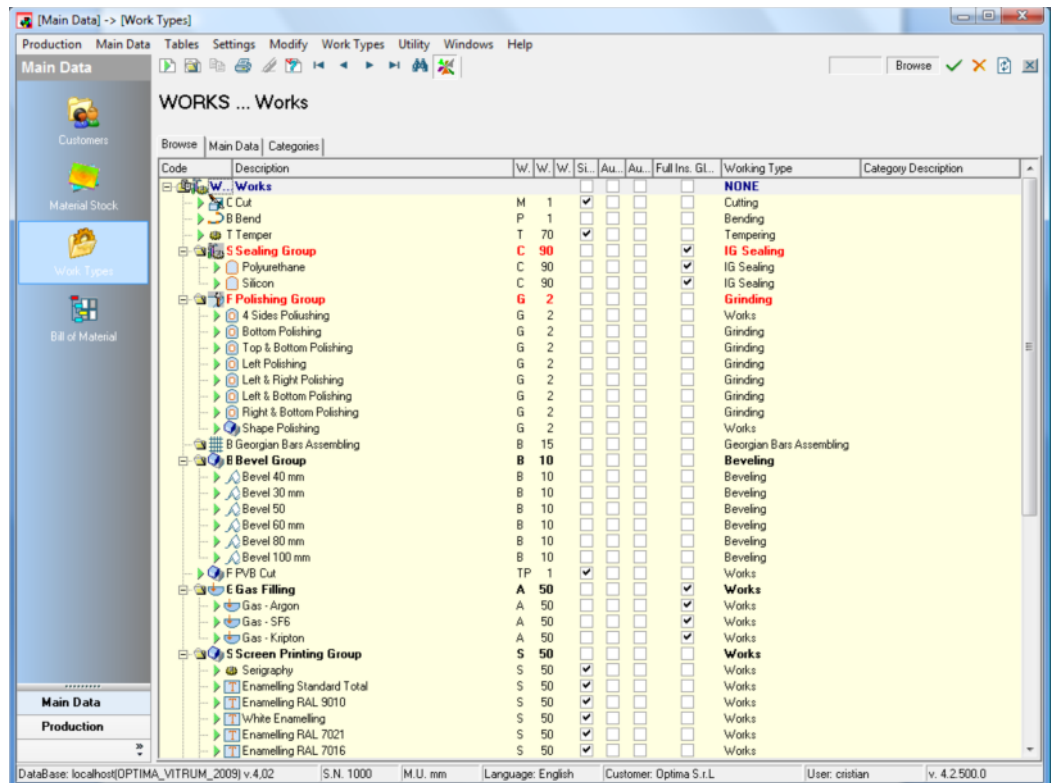 [Main Data] -> [Work Types]
Production Main Data Tables Settings Modify Work Types Utility Windows Help
Main Data
Browse
Customers
Material Stock
Work Types
Bill of Material
WORKS ... Works
Browse Main Data Categories
Code Description W. W. W. Si... Au... Au... Full Ins. Gl... Working Type Category Description
W... Works NONE
C Cut M 1 Cutting
B Bend P 1 Bending
T Temper T 70 Tempering
S Sealing Group C 90 IG Sealing
Polyurethane C 90 IG Sealing
Silicon C 90 IG Sealing
F Polishing Group G 2 Grinding
4 Sides Poliushing G 2 Works
Bottom Polishing G 2 Grinding
Top & Bottom Polishing G 2 Grinding
Left Polishing G 2 Grinding
Left & Right Polishing G 2 Grinding
Left & Bottom Polishing G 2 Grinding
Right & Bottom Polishing G 2 Grinding
Shape Polishing G 2 Works
B Georgian Bars Assembling B 15 Georgian Bars Assembling
B Bevel Group B 10 Beveling
Bevel 40 mm B 10 Beveling
Bevel 30 mm B 10 Beveling
Bevel 50 B 10 Beveling
Bevel 60 mm B 10 Beveling
Bevel 80 mm B 10 Beveling
Bevel 100 mm B 10 Beveling
F PVB Cut TP 1 Works
E Gas Filling A 50 Works
Gas - Argon A 50 Works
Gas - SF6 A 50 Works
Gas - Kripton A 50 Works
S Screen Printing Group S 50 Works
Serigraphy S 50 Works
Enamelling Standard Total S 50 Works
Enamelling RAL 9010 S 50 Works
White Enamelling S 50 Works
Enamelling RAL 7021 S 50 Works
Enamelling RAL 7016 S 50 Works
Main Data
Production
DataBase: localhost(OPTIMA_VITRUM_2009) v.4,02 S.N. 1000 M.U. mm Language: English Customer: Optima S.r.L User: cristian v. 4.2.500.0